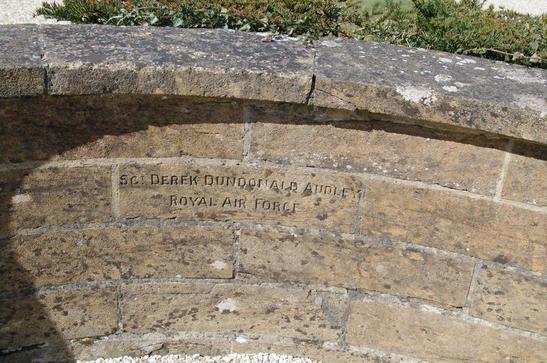 SGT DEREK DUNDONALD AUDLEY
ROYAL AIR FORCE